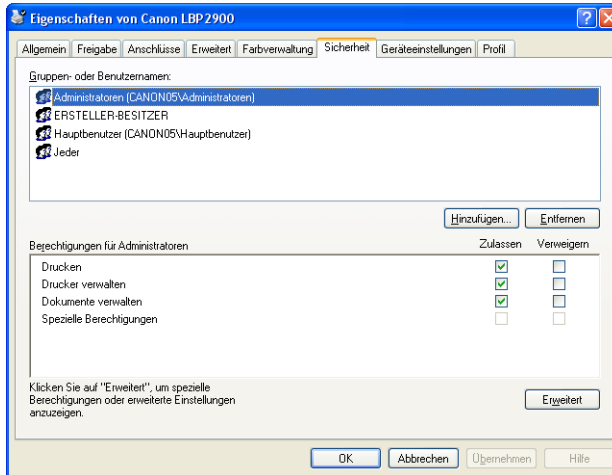 Eigenschaften von Canon LBP2900
Allgemein Freigabe Anschlüsse Erweitert Farbverwaltung Sicherheit Geräteeinstellungen Profil
Gruppen- oder Benutzernamen:
Administratoren (CANON05\Administratoren)
ERSTELLER-BESITZER
Hauptbenutzer (CANON05\Hauptbenutzer)
Jeder
Hinzufügen... Entfernen
Berechtigungen für Administratoren Zulassen Verweigern
Drucken
Drucker verwalten
Dokumente verwalten
Spezielle Berechtigungen
Klicken Sie auf "Erweitert", um spezielle
Berechtigungen oder erweiterte Einstellungen
anzuzeigen.
Erweitert
OK Abbrechen Übernehmen Hilfe